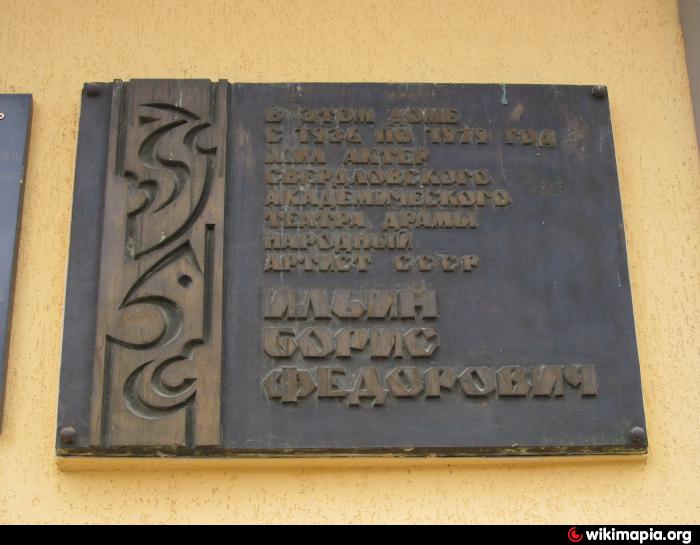 В ЭТОМ ДОМЕ
С 1936 ПО 1979 ГОД
ЖИЛ АКТЕР
СВЕРДЛОВСКОГО
АКАДЕМИЧЕСКОГО
ТЕАТРА ДРАМЫ
НАРОДНЫЙ
АРТИСТ СССР
ИЛЬИН
БОРИС
ФЕДОРОВИЧ
wikimapia.org